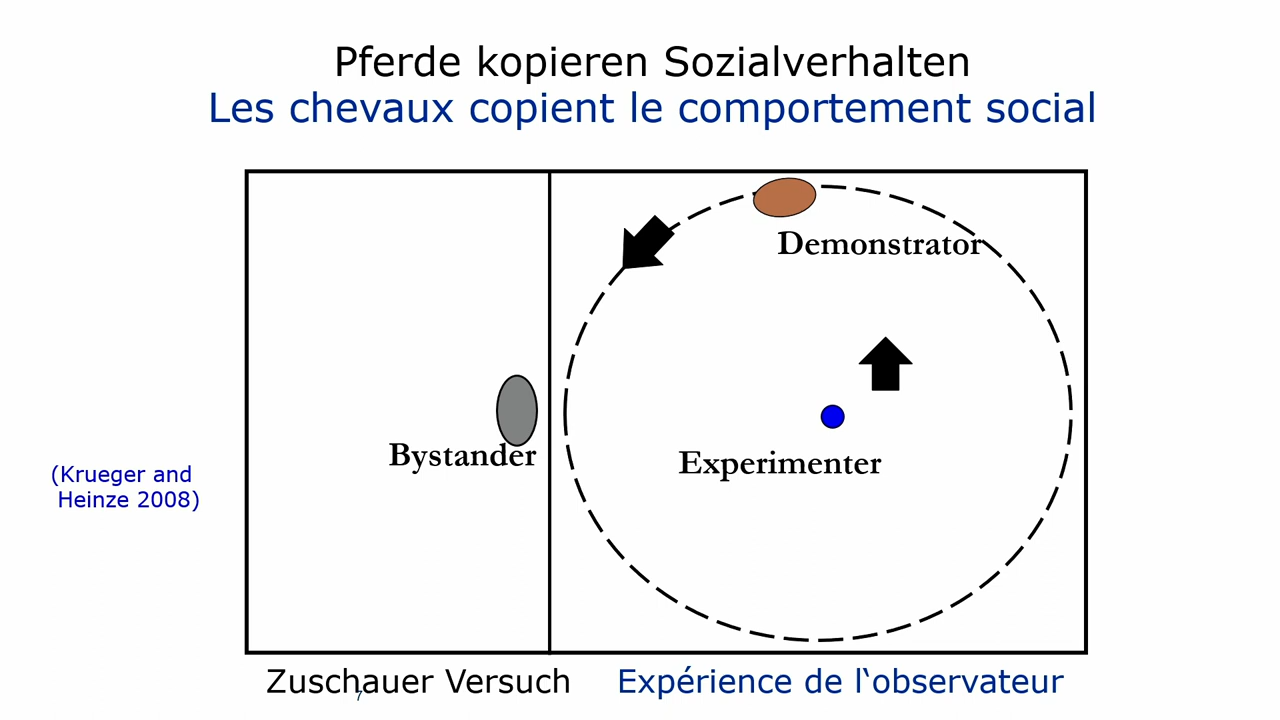 Pferde kopieren Sozialverhalten
Les chevaux copient le comportement social
Demonstrator
Bystander
Experimenter
(Krueger and
Heinze 2008)
Zuschauer Versuch
Expérience de l‘observateur
7